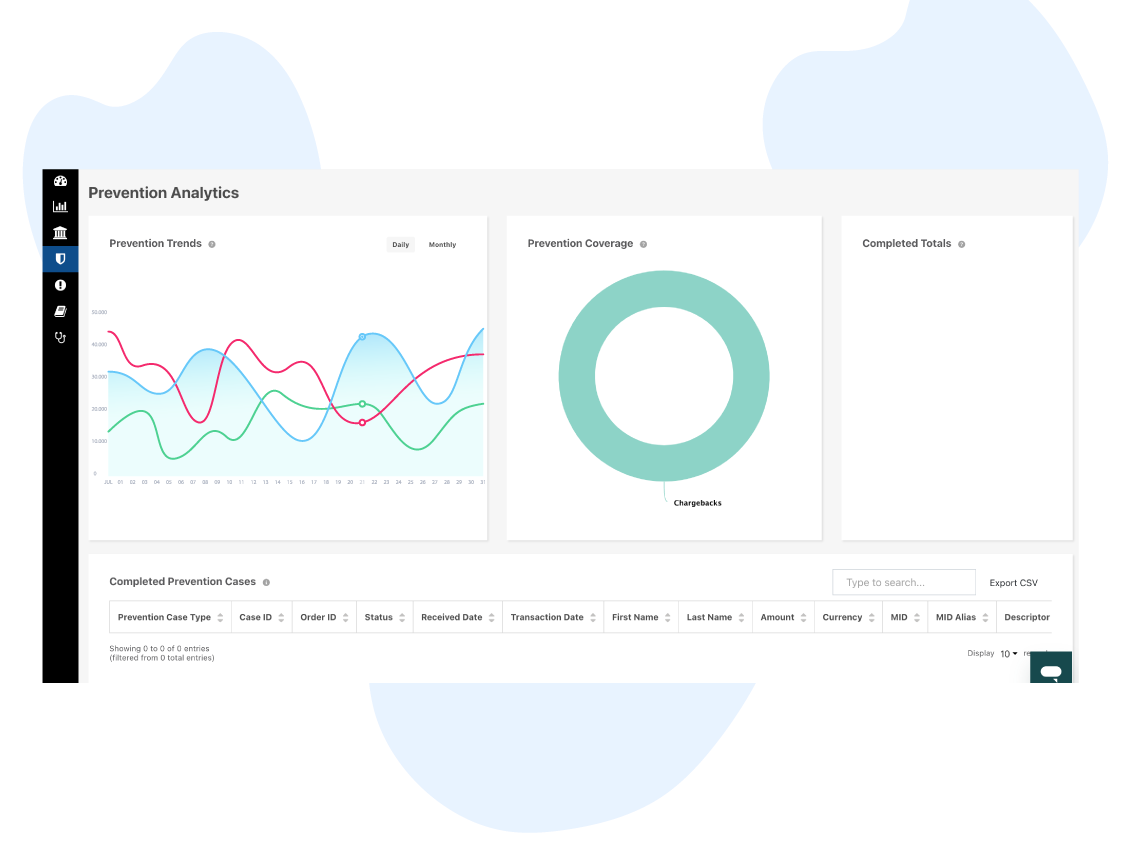 Prevention Analytics
Prevention Trends
Daily Monthly
50.000
40.000
30.000
20.000
10.000
0
JUL 01 02 03 04 05 06 07 08 09 10 11 12 13 14 15 16 17 18 19 20 21 22 23 24 25 26 27 28 29 30 31
Prevention Coverage
Chargebacks
Completed Totals
Completed Prevention Cases
Type to search...
Export CSV
Prevention Case Type Case ID Order ID Status Received Date Transaction Date First Name Last Name Amount Currency MID MID Alias Descriptor
Showing 0 to 0 of 0 entries
(filtered from 0 total entries)
Display 10